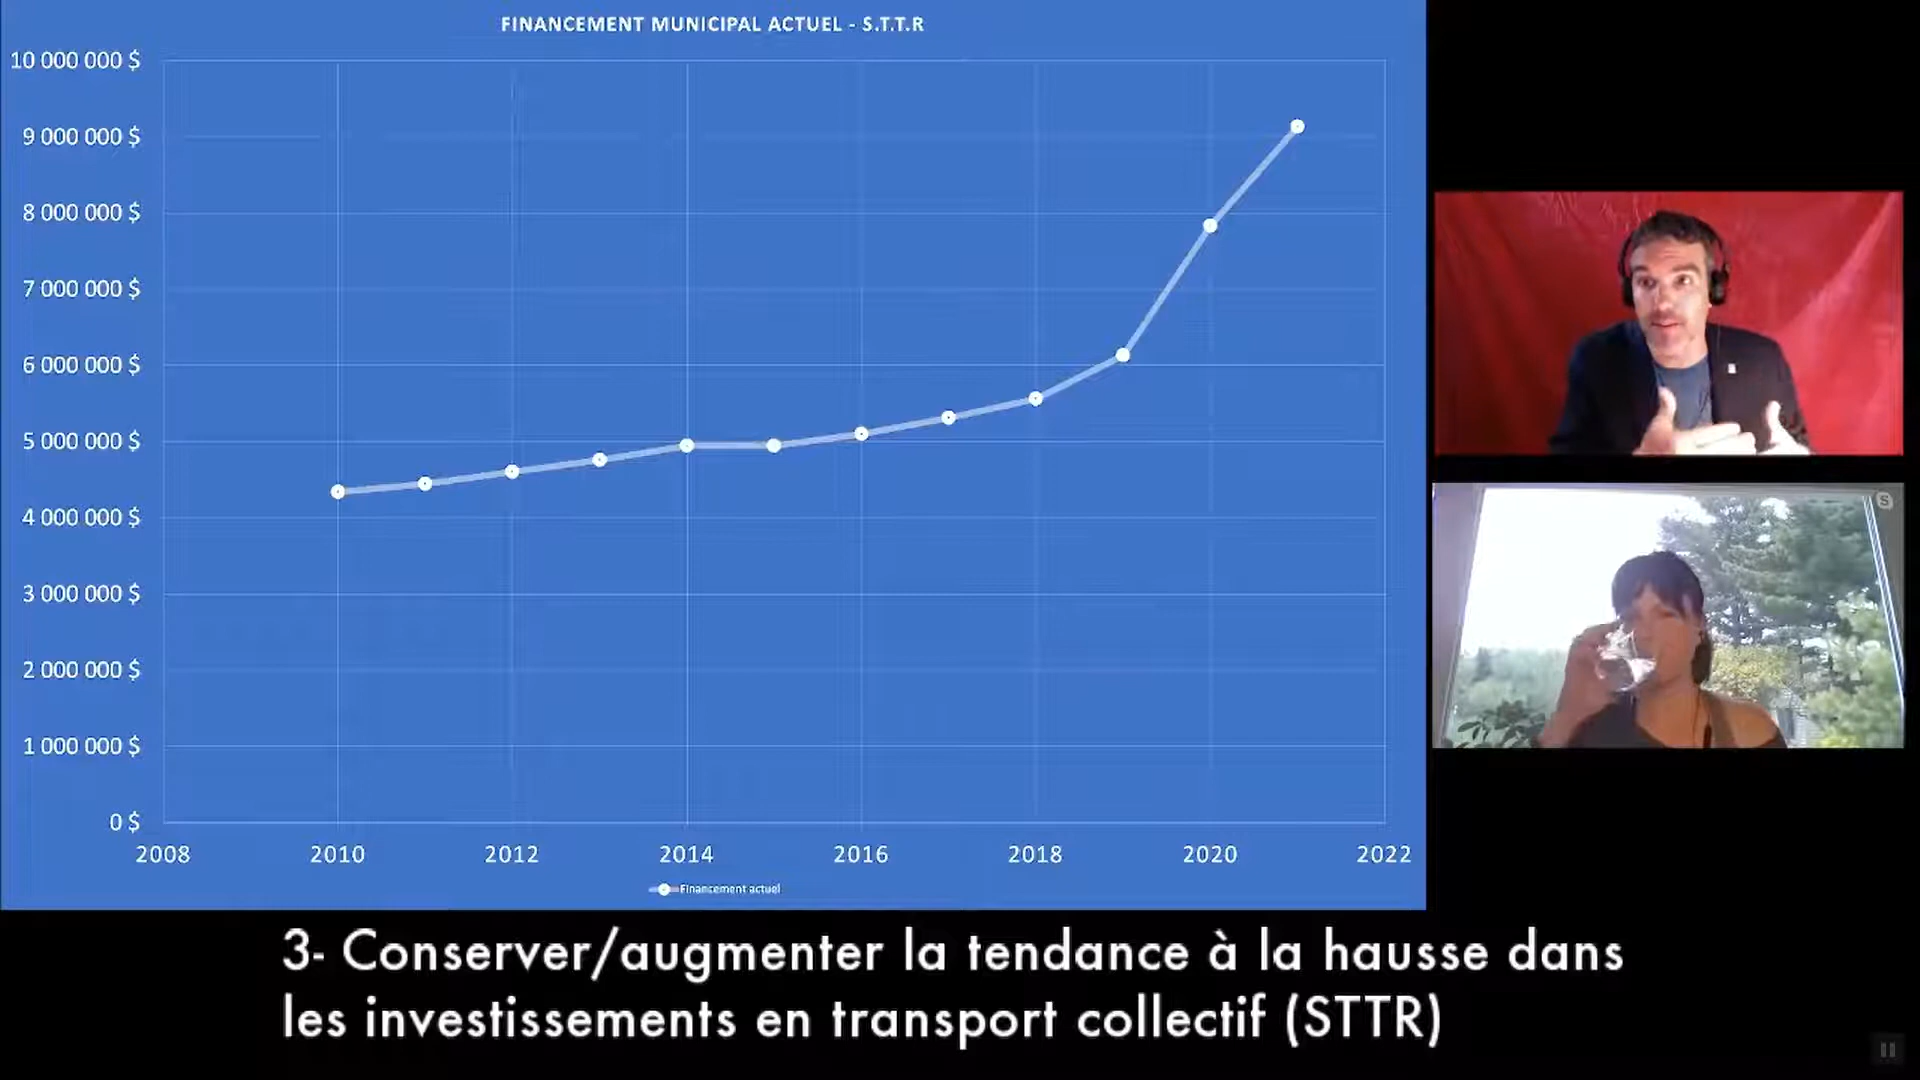 FINANCEMENT MUNICIPAL ACTUEL - S.T.T.R
10 000 000 $
9 000 000 $
8 000 000 $
7 000 000 $
6 000 000 $
5 000 000 $
4 000 000 $
3 000 000 $
2 000 000 $
1 000 000 $
0 $
2008 2010 2012 2014 2016 2018 2020 2022
Financement actuel
S
3- Conserver/augmenter la tendance à la hausse dans
les investissements en transport collectif (STTR)